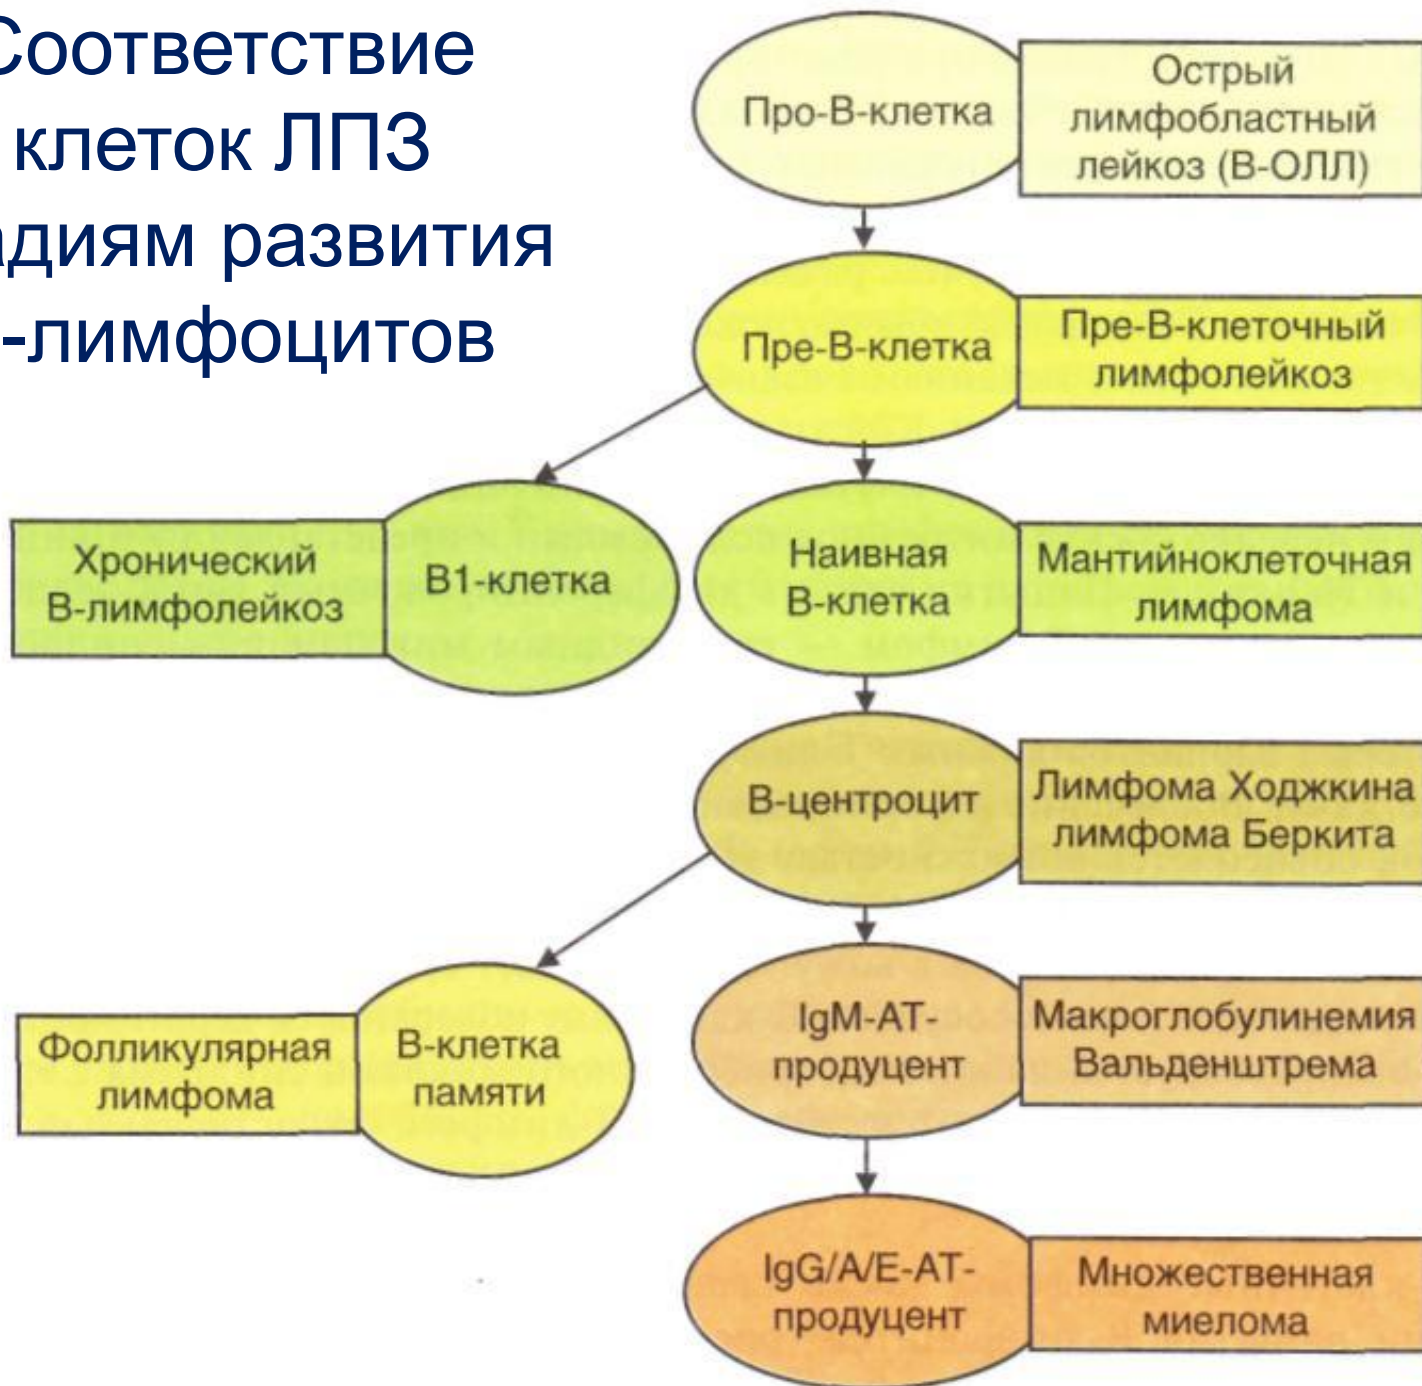 Соответствие
клеток ЛПЗ
адиям развития
-лимфоцитов
Про-В-клетка
Острый
лимфобластный
лейкоз (В-ОЛЛ)
Пре-В-клетка
Пре-В-клеточный
лимфолейкоз
Хронический
В-лимфолейкоз
В1-клетка
Наивная
В-клетка
Мантийноклеточная
лимфома
В-центроцит
Лимфома Ходжкина
лимфома Беркита
Фолликулярная
лимфома
В-клетка
памяти
IgM-АТ-
продуцент
Макроглобулинемия
Вальденштрема
IgG/A/E-АТ-
продуцент
Множественная
миелома